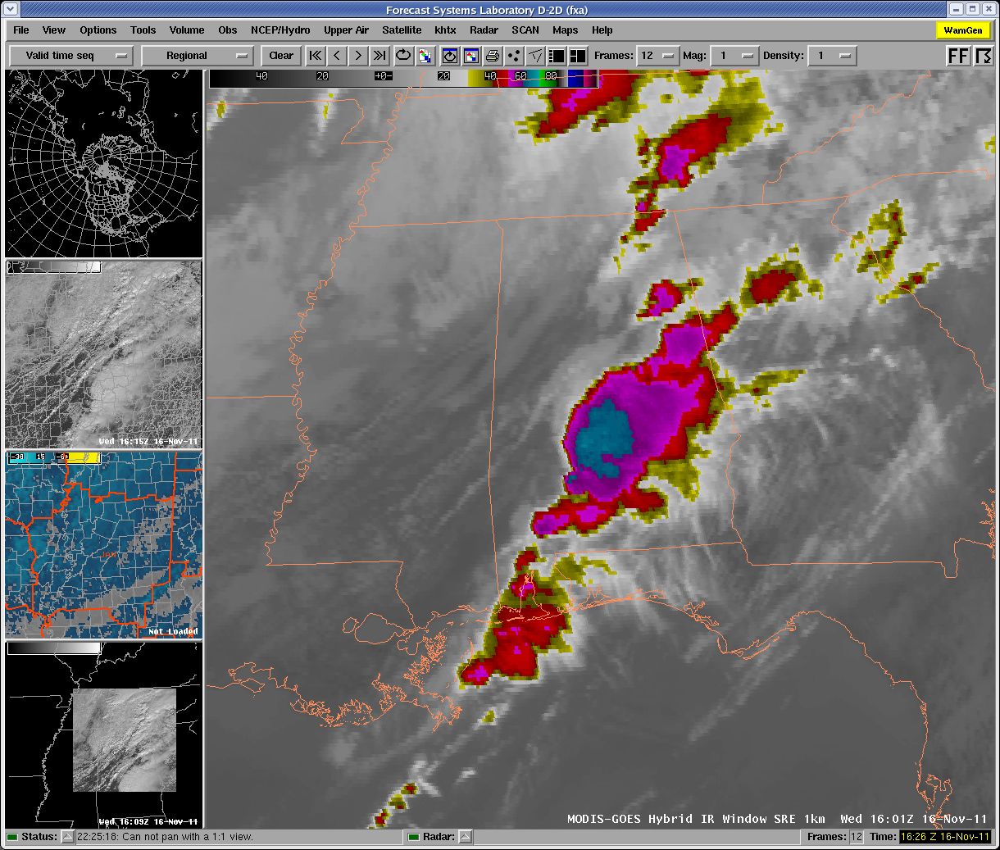 Forecast Systems Laboratory D-2D (fxa)
File View Options Tools Volume Obs NCEP/Hydro Upper Air Satellite khtx Radar SCAN Maps Help WarnGen
Valid time seq Regional Clear Frames: 12 Mag: 1 Density: 1 FF
40 20 +0- 20 40 60 80
Wed 16:15Z 16-Nov-11
-30 15 -6
JAN
Not Loaded
Wed 16:09Z 16-Nov-11
MODIS-GOES Hybrid IR Window SRE 1km Wed 16:01Z 16-Nov-11
Status: 22:25:18: Can not pan with a 1:1 view. Radar: Frames: 12 Time: 16:26 Z 16-Nov-11